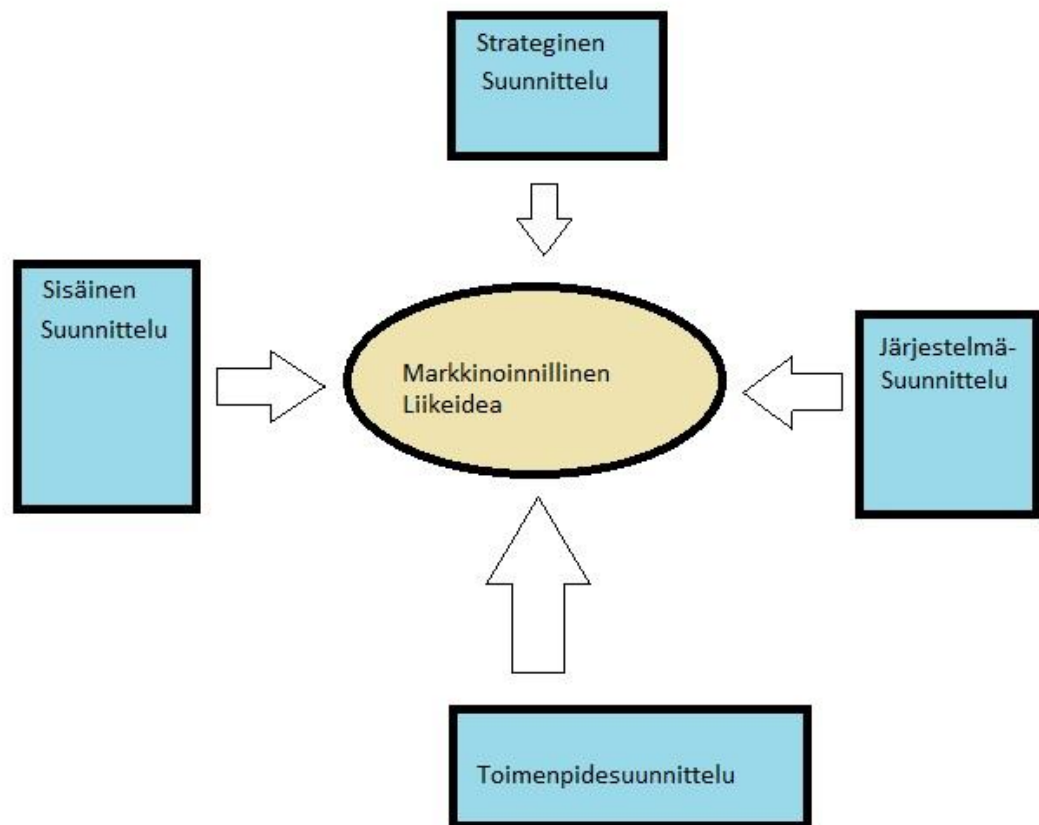 Strateginen
Suunnittelu
Sisäinen
Suunnittelu
Markkinoinnillinen
Liikeidea
Järjestelmä-
Suunnittelu
Toimenpidesuunnittelu